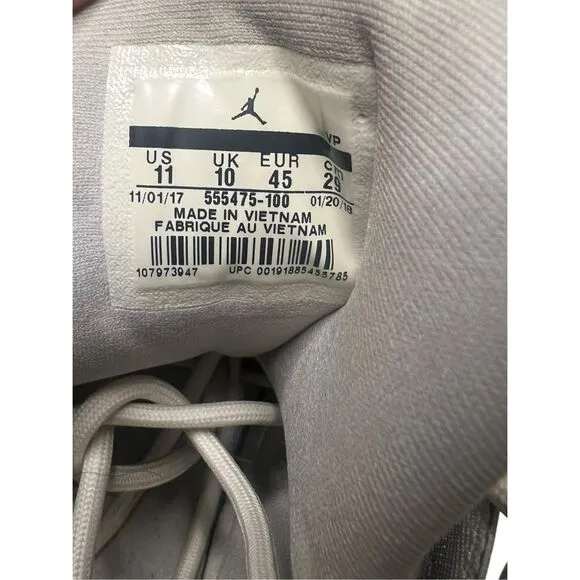 VP
US UK EUR cm
11 10 45 29
11/01/17 555475-100 01/20/18
MADE IN VIETNAM
FABRIQUE AU VIETNAM
107973947 UPC 00191885455785